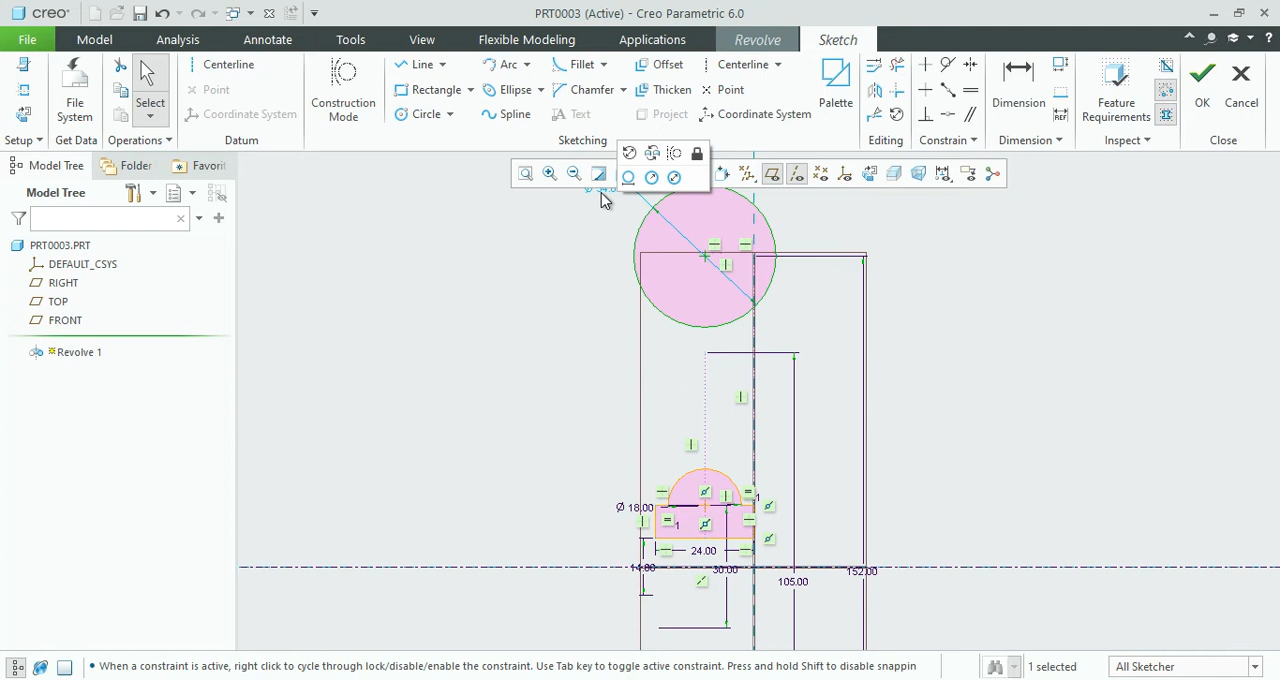 creo
PRT0003 (Active) - Creo Parametric 6.0
File Model Analysis Annotate Tools View Flexible Modeling Applications Revolve Sketch
Centerline Line Arc Fillet Offset Centerline
Point Rectangle Ellipse Chamfer Thicken Point
Coordinate System Circle Spline Text Project Coordinate System
File System Select Construction Mode Palette Dimension REF Feature Requirements OK Cancel
Setup Get Data Operations Datum Sketching Editing Constrain Dimension Inspect Close
Model Tree Folder Favorit
Model Tree
PRT0003.PRT
DEFAULT_CSYS
RIGHT
TOP
FRONT
Revolve 1
Ø 18.00
1
1
24.00
14.00
30.00
105.00
152.00
When a constraint is active, right click to cycle through lock/disable/enable the constraint. Use Tab key to toggle active constraint. Press and hold Shift to disable snappin
1 selected
All Sketcher